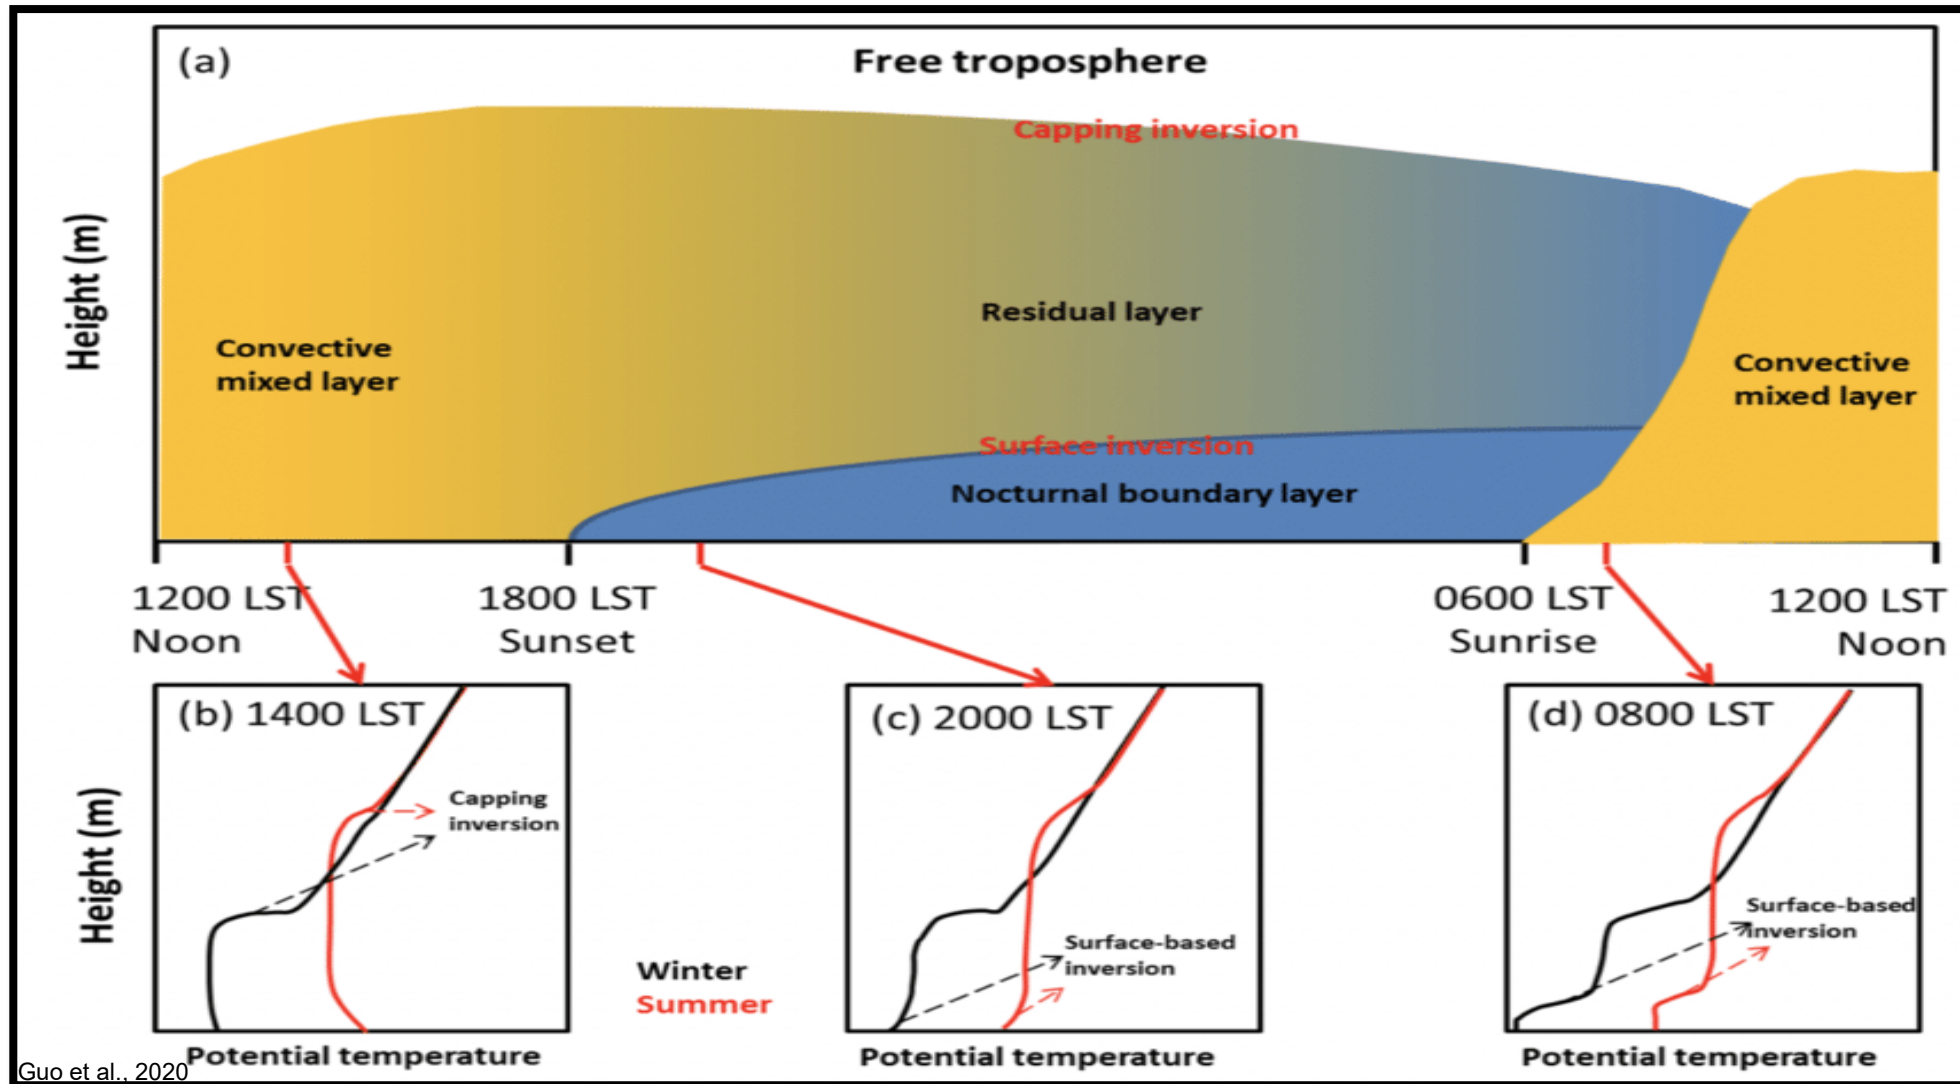 (a)
Free troposphere
Capping inversion
Height (m)
Residual layer
Convective
mixed layer
Convective
mixed layer
Surface inversion
Nocturnal boundary layer
1200 LST
Noon
1800 LST
Sunset
0600 LST
Sunrise
1200 LST
Noon
(b) 1400 LST
Capping
inversion
Height (m)
Potential temperature
Winter
Summer
(c) 2000 LST
Surface-based
inversion
Potential temperature
(d) 0800 LST
Surface-based
inversion
Potential temperature
Guo et al., 2020